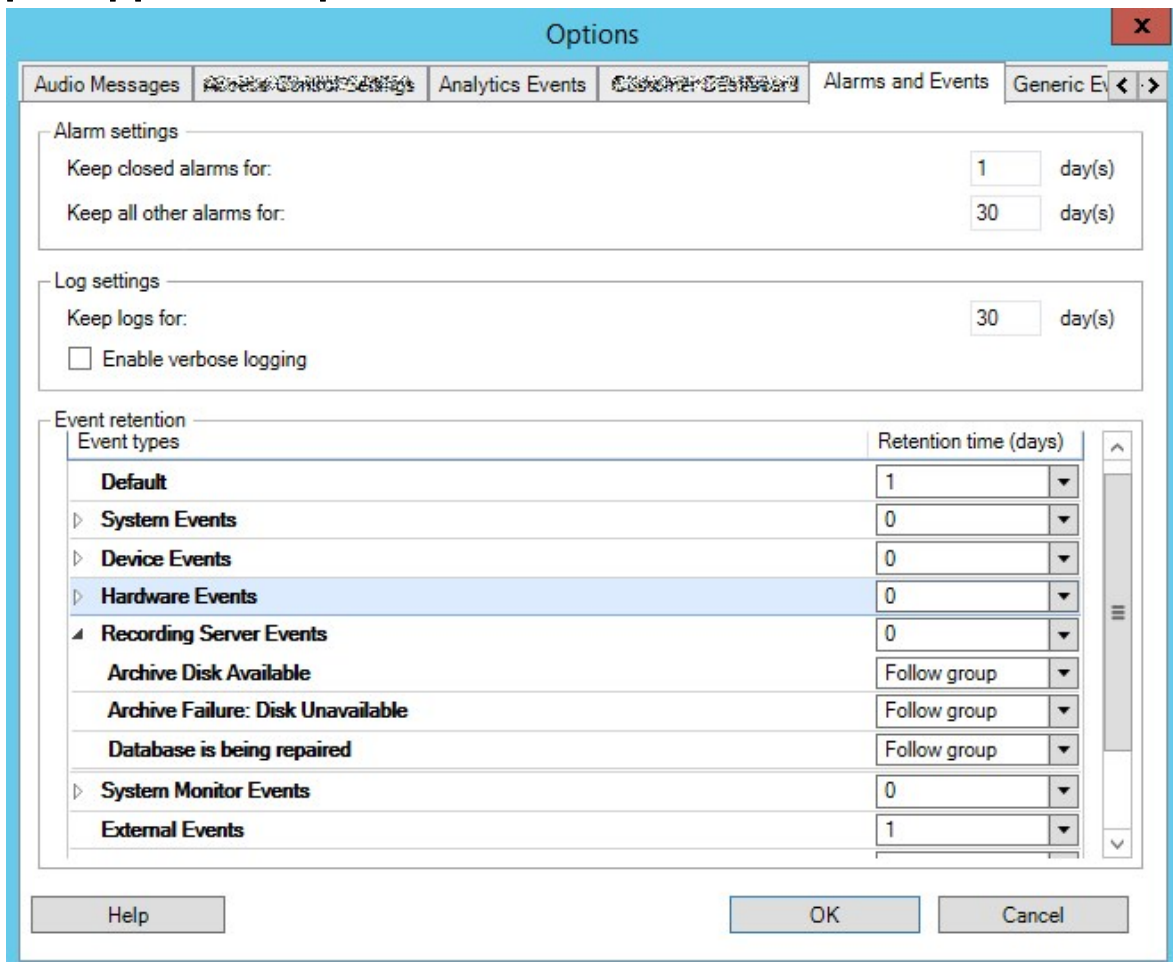 Options
x
Audio Messages
Analytics Events
Alarms and Events
Generic Ev
Alarm settings
Keep closed alarms for: 1 day(s)
Keep all other alarms for: 30 day(s)
Log settings
Keep logs for: 30 day(s)
Enable verbose logging
Event retention
Event types Retention time (days)
Default 1
System Events 0
Device Events 0
Hardware Events 0
Recording Server Events 0
Archive Disk Available Follow group
Archive Failure: Disk Unavailable Follow group
Database is being repaired Follow group
System Monitor Events 0
External Events 1
Help OK Cancel